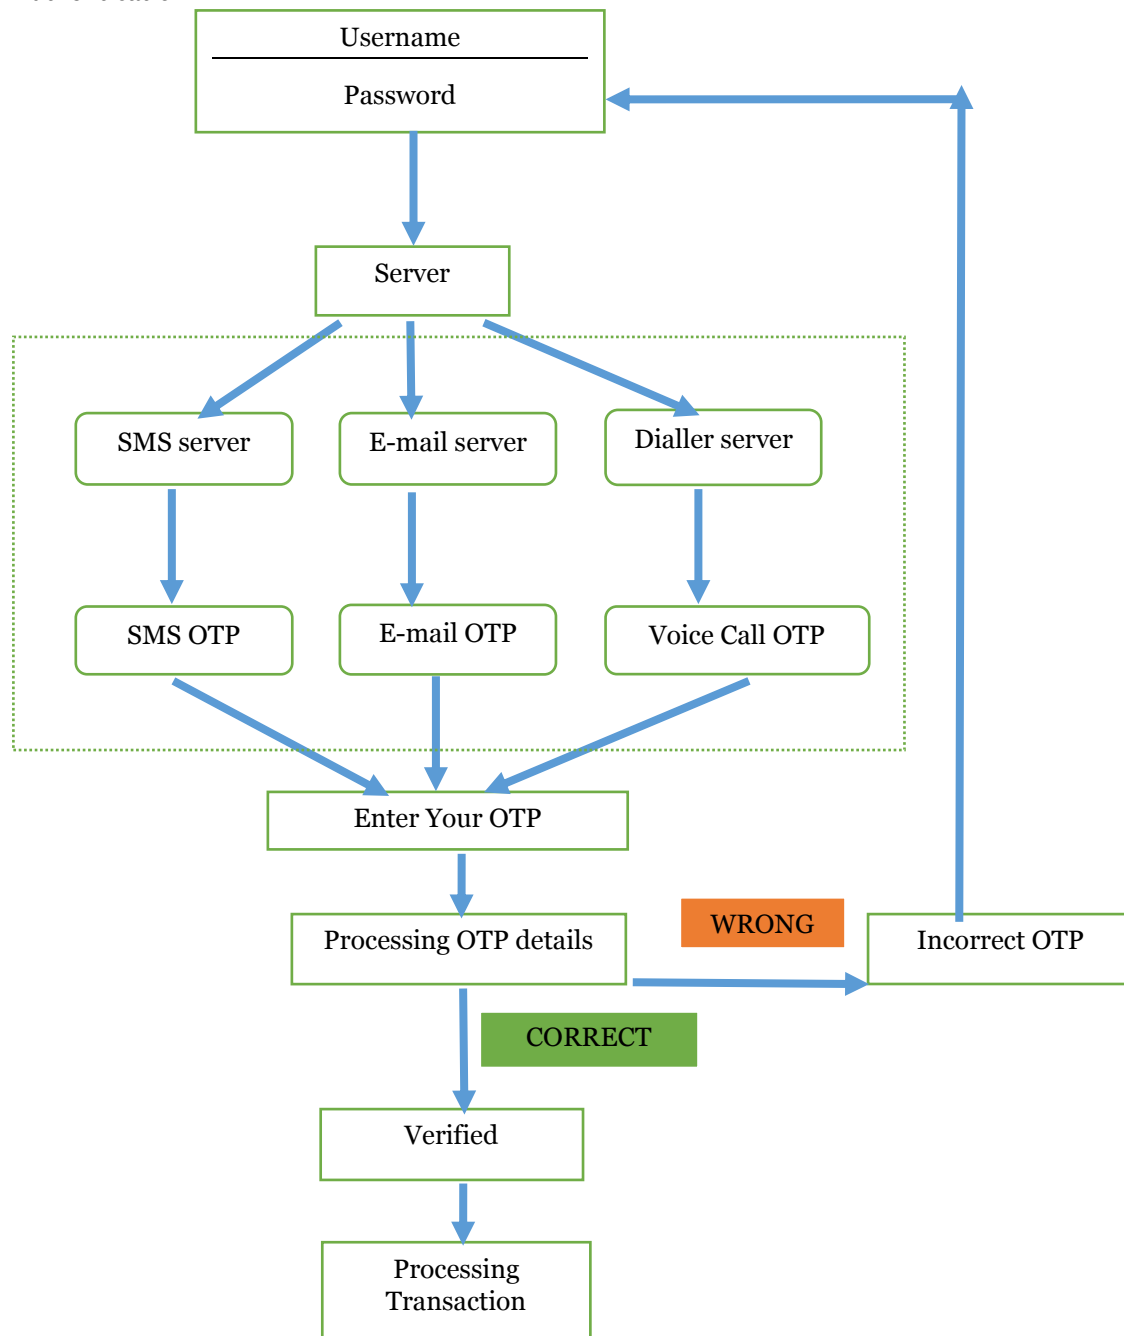 Username
Password
Server
SMS server
E-mail server
Dialler server
SMS OTP
E-mail OTP
Voice Call OTP
Enter Your OTP
Processing OTP details
WRONG
Incorrect OTP
CORRECT
Verified
Processing
Transaction